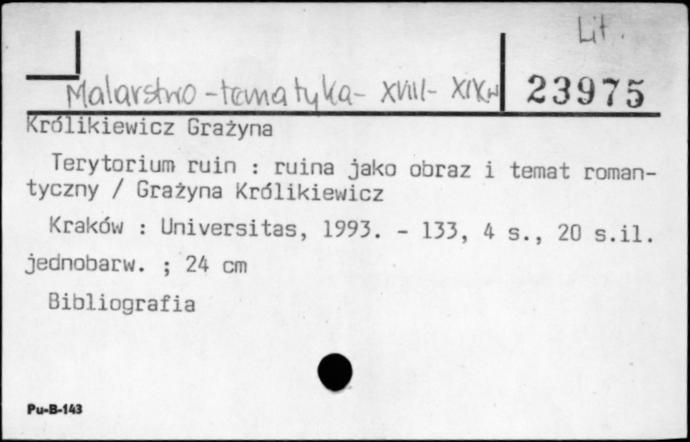 Lit.
Malarstwo - tematyka - XVIII - XIX w
23975
Królikiewicz Grażyna
Terytorium ruin : ruina jako obraz i temat roman-
tyczny / Grażyna Królikiewicz
Kraków : Universitas, 1993. - 133, 4 s., 20 s.il.
jednobarw. ; 24 cm
Bibliografia
Pu-B-143